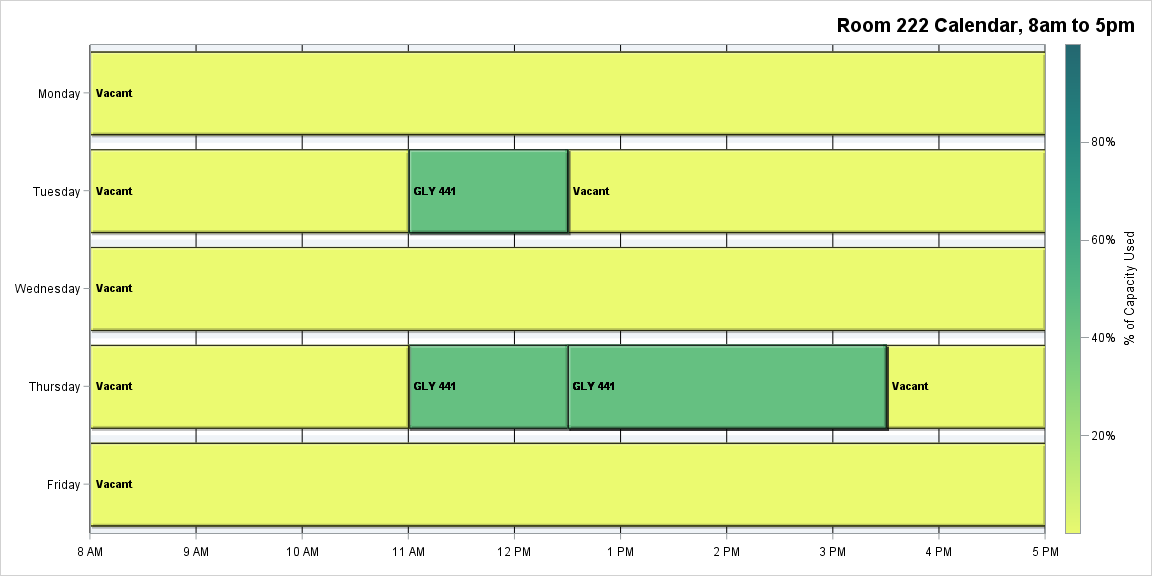 Room 222 Calendar, 8am to 5pm
Monday
Vacant
Tuesday
Vacant
GLY 441
Vacant
Wednesday
Vacant
Thursday
Vacant
GLY 441
GLY 441
Vacant
Friday
Vacant
8 AM
9 AM
10 AM
11 AM
12 PM
1 PM
2 PM
3 PM
4 PM
5 PM
80%
60%
40%
20%
% of Capacity Used